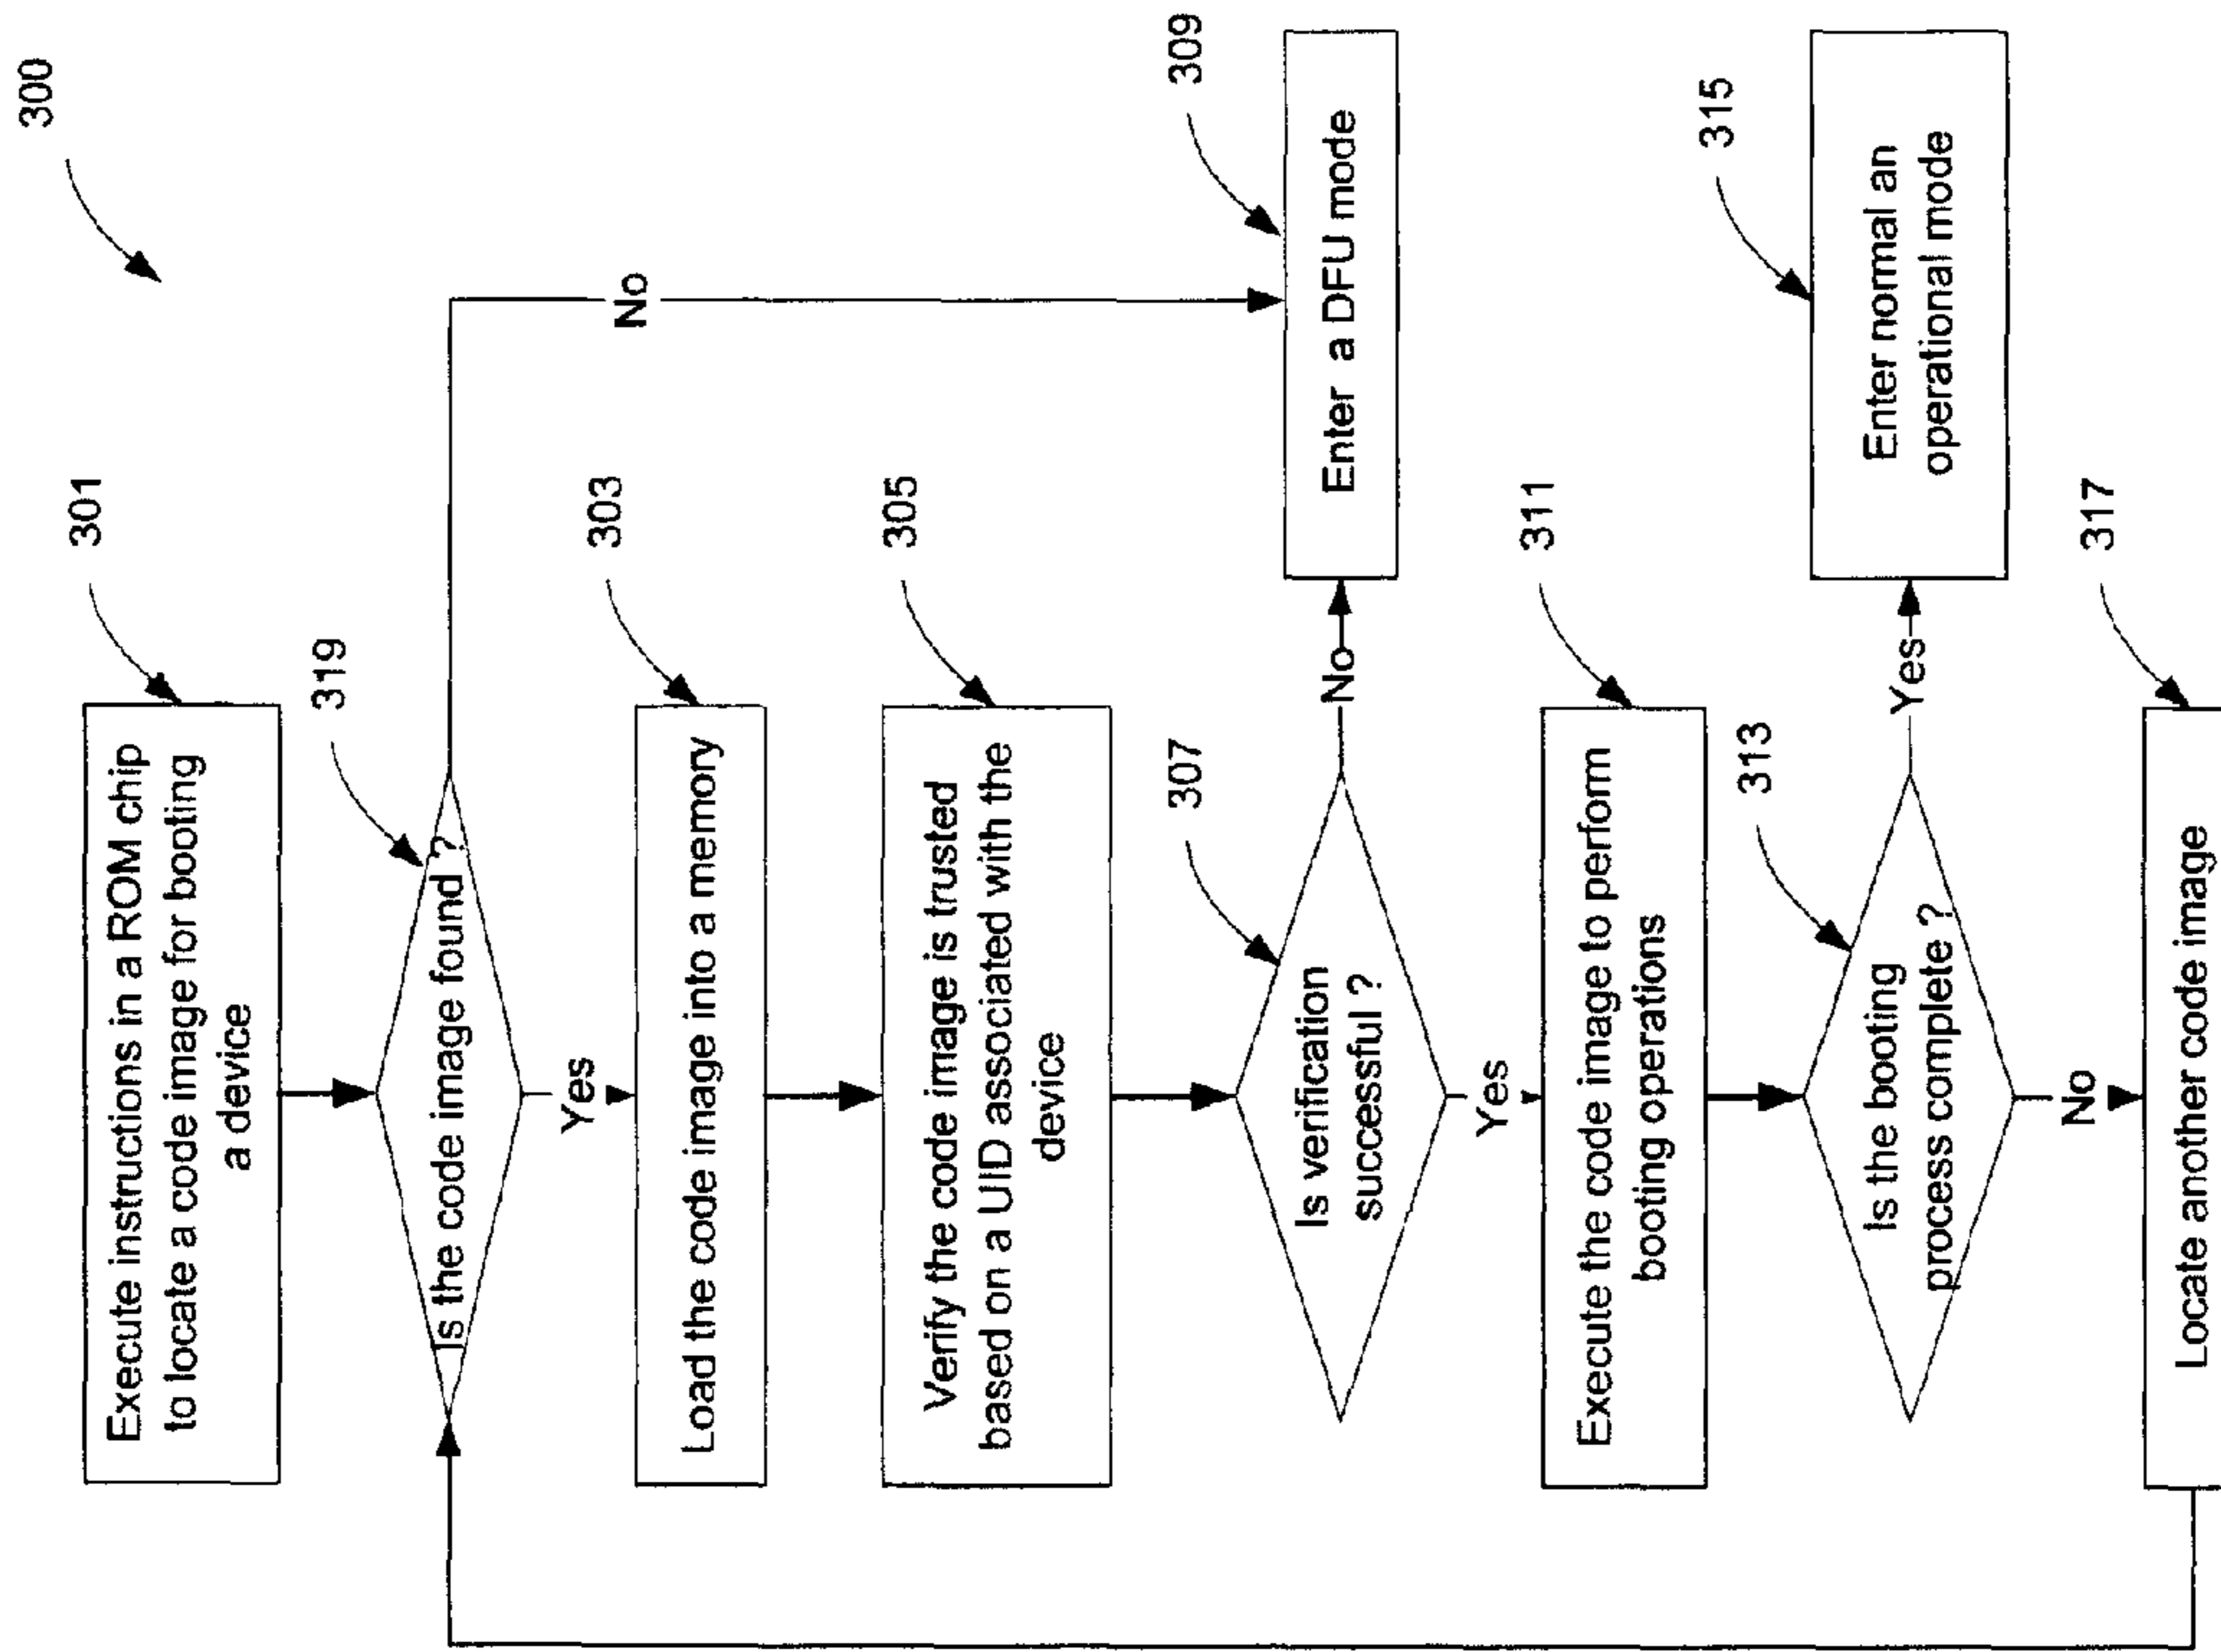 300
301
Execute instructions in a ROM chip
to locate a code image for booting
a device
319
Is the code image found ?
No
Yes
303
Load the code image into a memory
305
Verify the code image is trusted
based on a UID associated with the
device
307
Is verification
successful ?
No
309
Enter a DFU mode
Yes
311
Execute the code image to perform
booting operations
313
Is the booting
process complete ?
Yes
315
Enter normal an
operational mode
No
317
Locate another code image